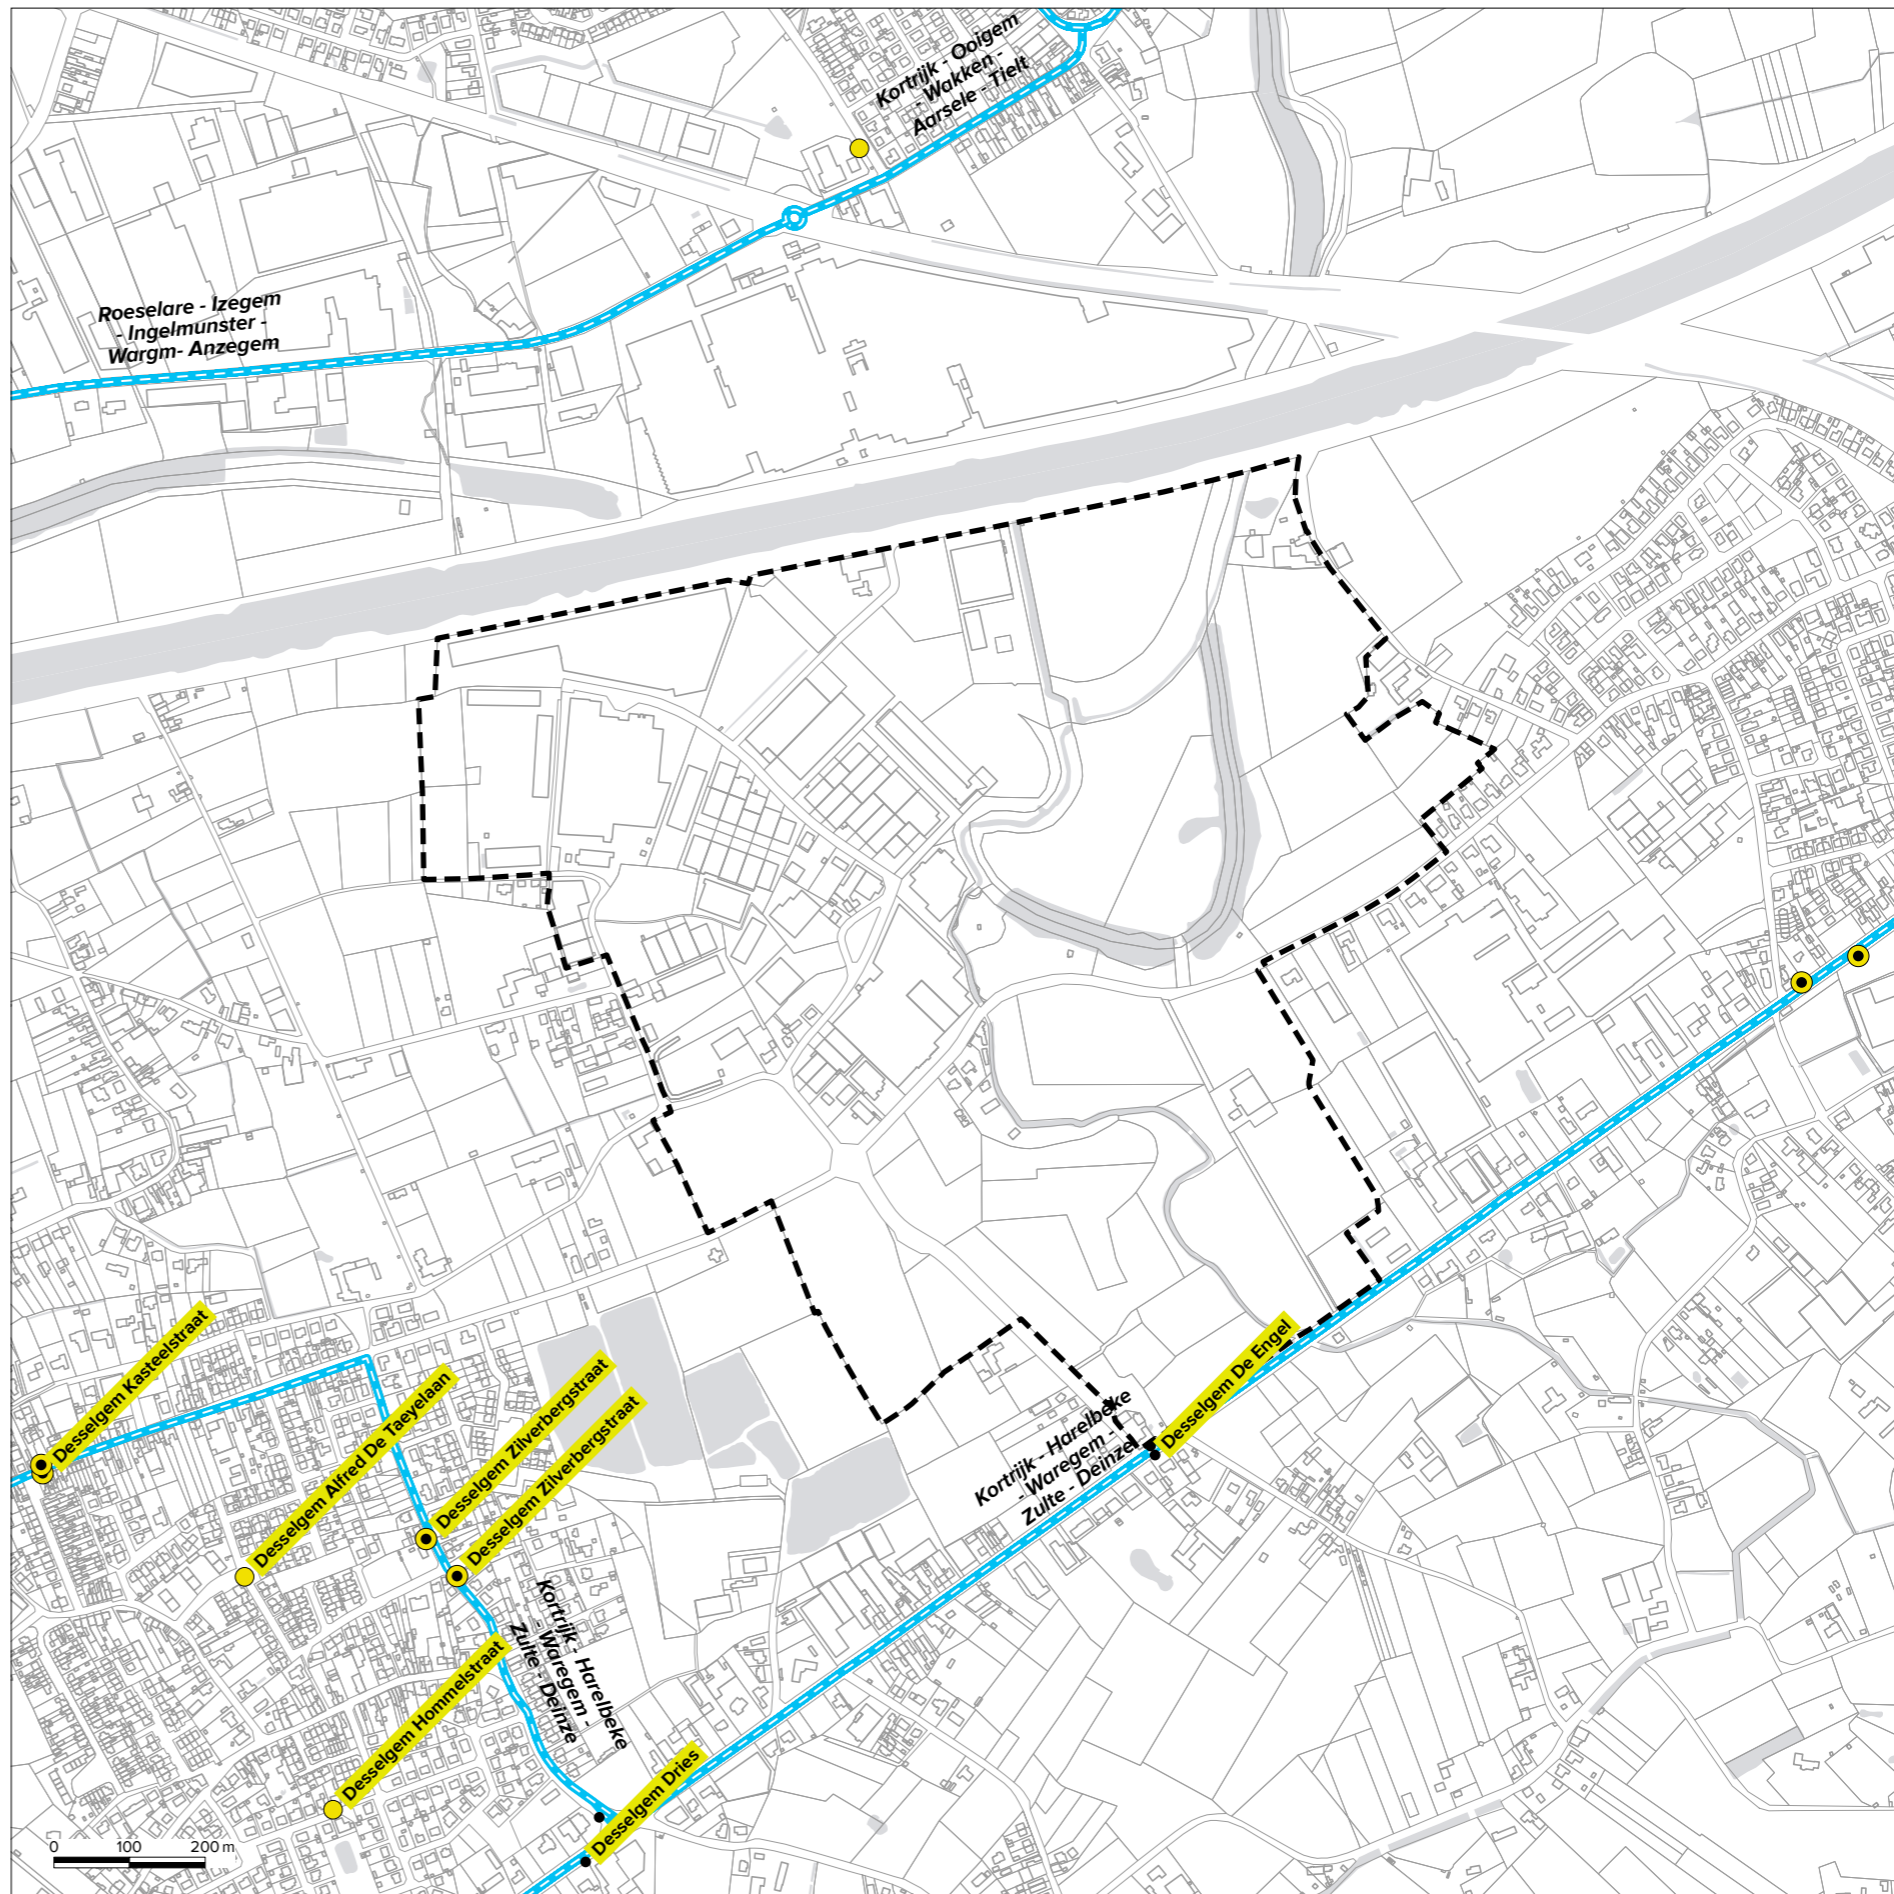 Kortrijk - Ooigem
- Wakken -
Aarsele - Tielt
Roeselare - Izegem
- Ingelmunster -
Wargm- Anzegem
Desselgem Kasteelstraat
Desselgem Alfred De Taeyelaan
Desselgem Zilverbergstraat
Desselgem Zilverbergstraat
Desselgem De Engel
Kortrijk - Harelbeke
- Waregem -
Zulte - Deinze
Kortrijk - Harelbeke
- Waregem -
Zulte - Deinze
Desselgem Hommelstraat
Desselgem Dries
0 100 200 m